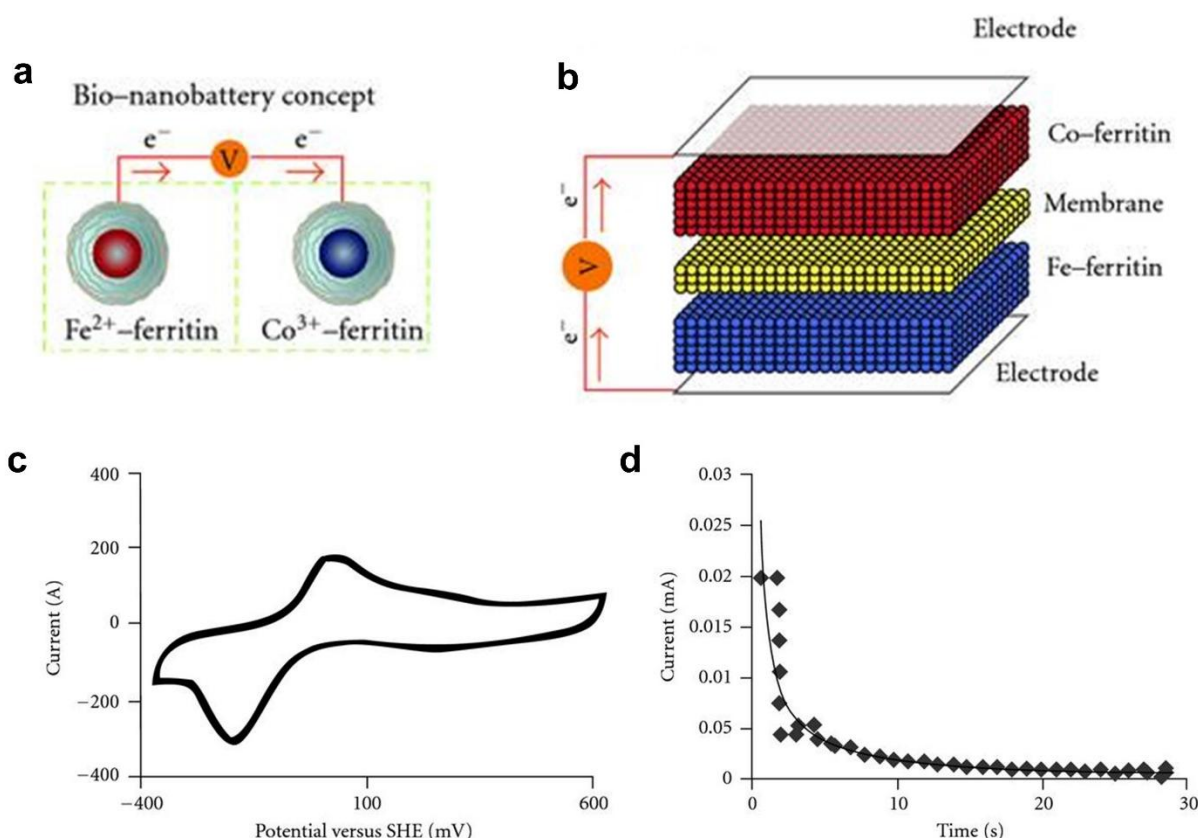 a
Bio–nanobattery concept
e⁻
V
e⁻
Fe²⁺–ferritin
Co³⁺–ferritin
b
Electrode
Co–ferritin
Membrane
Fe–ferritin
Electrode
e⁻
V
e⁻
c
400
200
0
−200
−400
Current (A)
−400
100
600
Potential versus SHE (mV)
d
0.03
0.025
0.02
0.015
0.01
0.05
0
Current (mA)
0
10
20
30
Time (s)